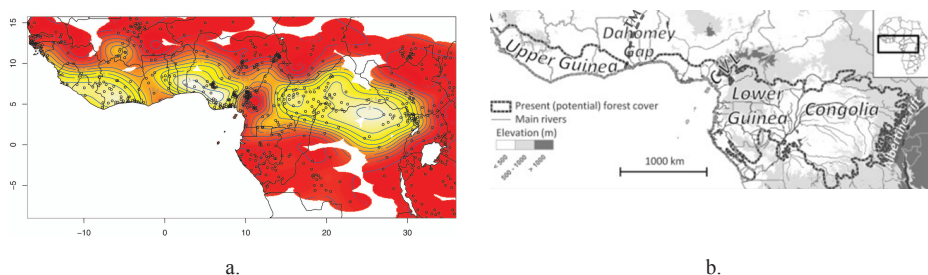 15
10
5
0
−5
−10
0
10
20
30
a.
Upper Guinea
Dahomey
Gap
CVL
Lower
Guinea
Congolia
Present (potential) forest cover
Main rivers
Elevation (m)
< 500
500 - 1000
> 1000
1000 km
b.